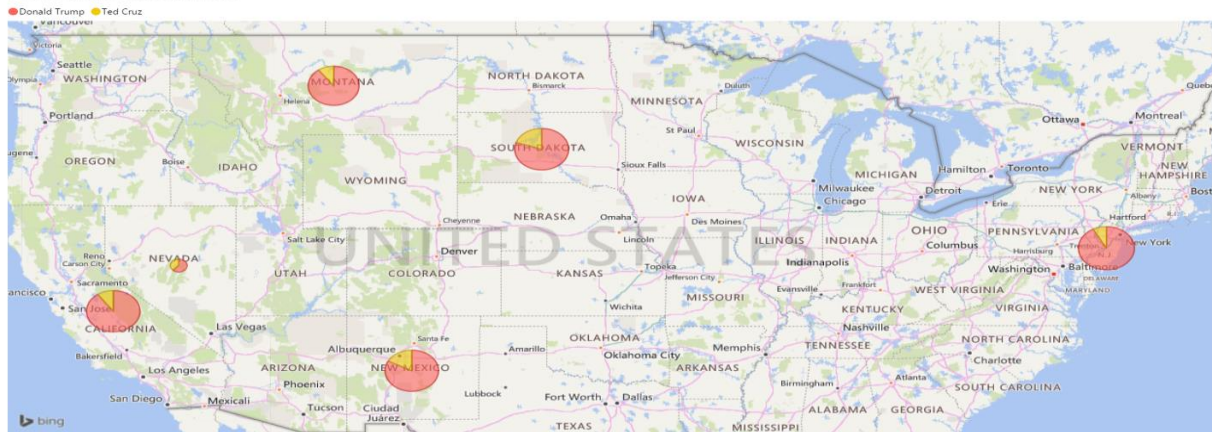 Donald Trump Ted Cruz
Vancouver
Victoria
Seattle
Olympia
WASHINGTON
Portland
MONTANA
Helena
NORTH DAKOTA
Bismarck
Duluth
MINNESOTA
St Paul
Ottawa
Montreal
Queb
VERMONT
NEW HAMPSHIRE
Eugene
OREGON
Boise
IDAHO
SOUTH DAKOTA
Sioux Falls
WISCONSIN
MICHIGAN
Hamilton
Toronto
WYOMING
Milwaukee
Chicago
Detroit
NEW YORK
Albany
Bost
Erie
Hartford
R.I.
IOWA
Des Moines
NEBRASKA
Omaha
Lincoln
Cheyenne
Salt Lake City
Reno
Carson City
NEVADA
Sacramento
UTAH
Denver
COLORADO
UNITED STATES
KANSAS
Topeka
Jefferson City
ILLINOIS
INDIANA
Indianapolis
OHIO
Columbus
PENNSYLVANIA
Harrisburg
Trenton
N.J.
New York
Washington
Baltimore
DELAWARE
MARYLAND
ancisco
San Jose
CALIFORNIA
Las Vegas
Bakersfield
Wichita
MISSOURI
Evansville
Frankfort
KENTUCKY
WEST VIRGINIA
VIRGINIA
Los Angeles
San Diego
Mexicali
ARIZONA
Phoenix
Tucson
Albuquerque
Santa Fe
NEW MEXICO
Ciudad Juárez
Amarillo
Lubbock
OKLAHOMA
Oklahoma City
Fort Worth
Dallas
TEXAS
ARKANSAS
Memphis
Nashville
TENNESSEE
NORTH CAROLINA
Charlotte
SOUTH CAROLINA
Birmingham
Atlanta
ALABAMA
GEORGIA
MISSISSIPPI
bing